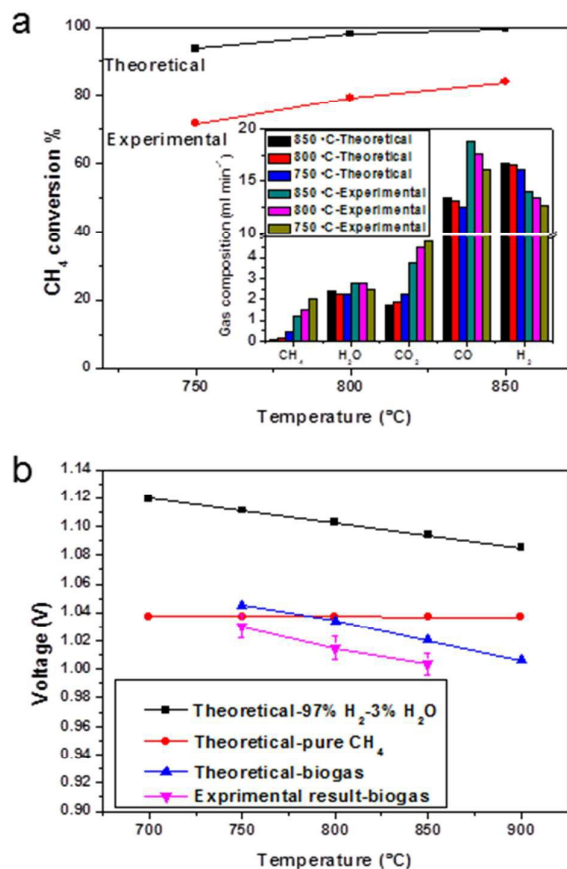 a
100
80
60
40
20
0
CH₄ conversion %
Theoretical
Experimental
850 °C-Theoretical
800 °C-Theoretical
750 °C-Theoretical
850 °C-Experimental
800 °C-Experimental
750 °C-Experimental
Gas composition (ml min⁻¹)
20
15
10
4
3
2
1
0
CH₄ H₂O CO₂ CO H₂
750 800 850
Temperature (°C)
b
1.14
1.12
1.10
1.08
1.06
1.04
1.02
1.00
0.98
0.96
0.94
0.92
0.90
Voltage (V)
Theoretical-97% H₂-3% H₂O
Theoretical-pure CH₄
Theoretical-biogas
Exprimental result-biogas
700 750 800 850 900
Temperature (°C)